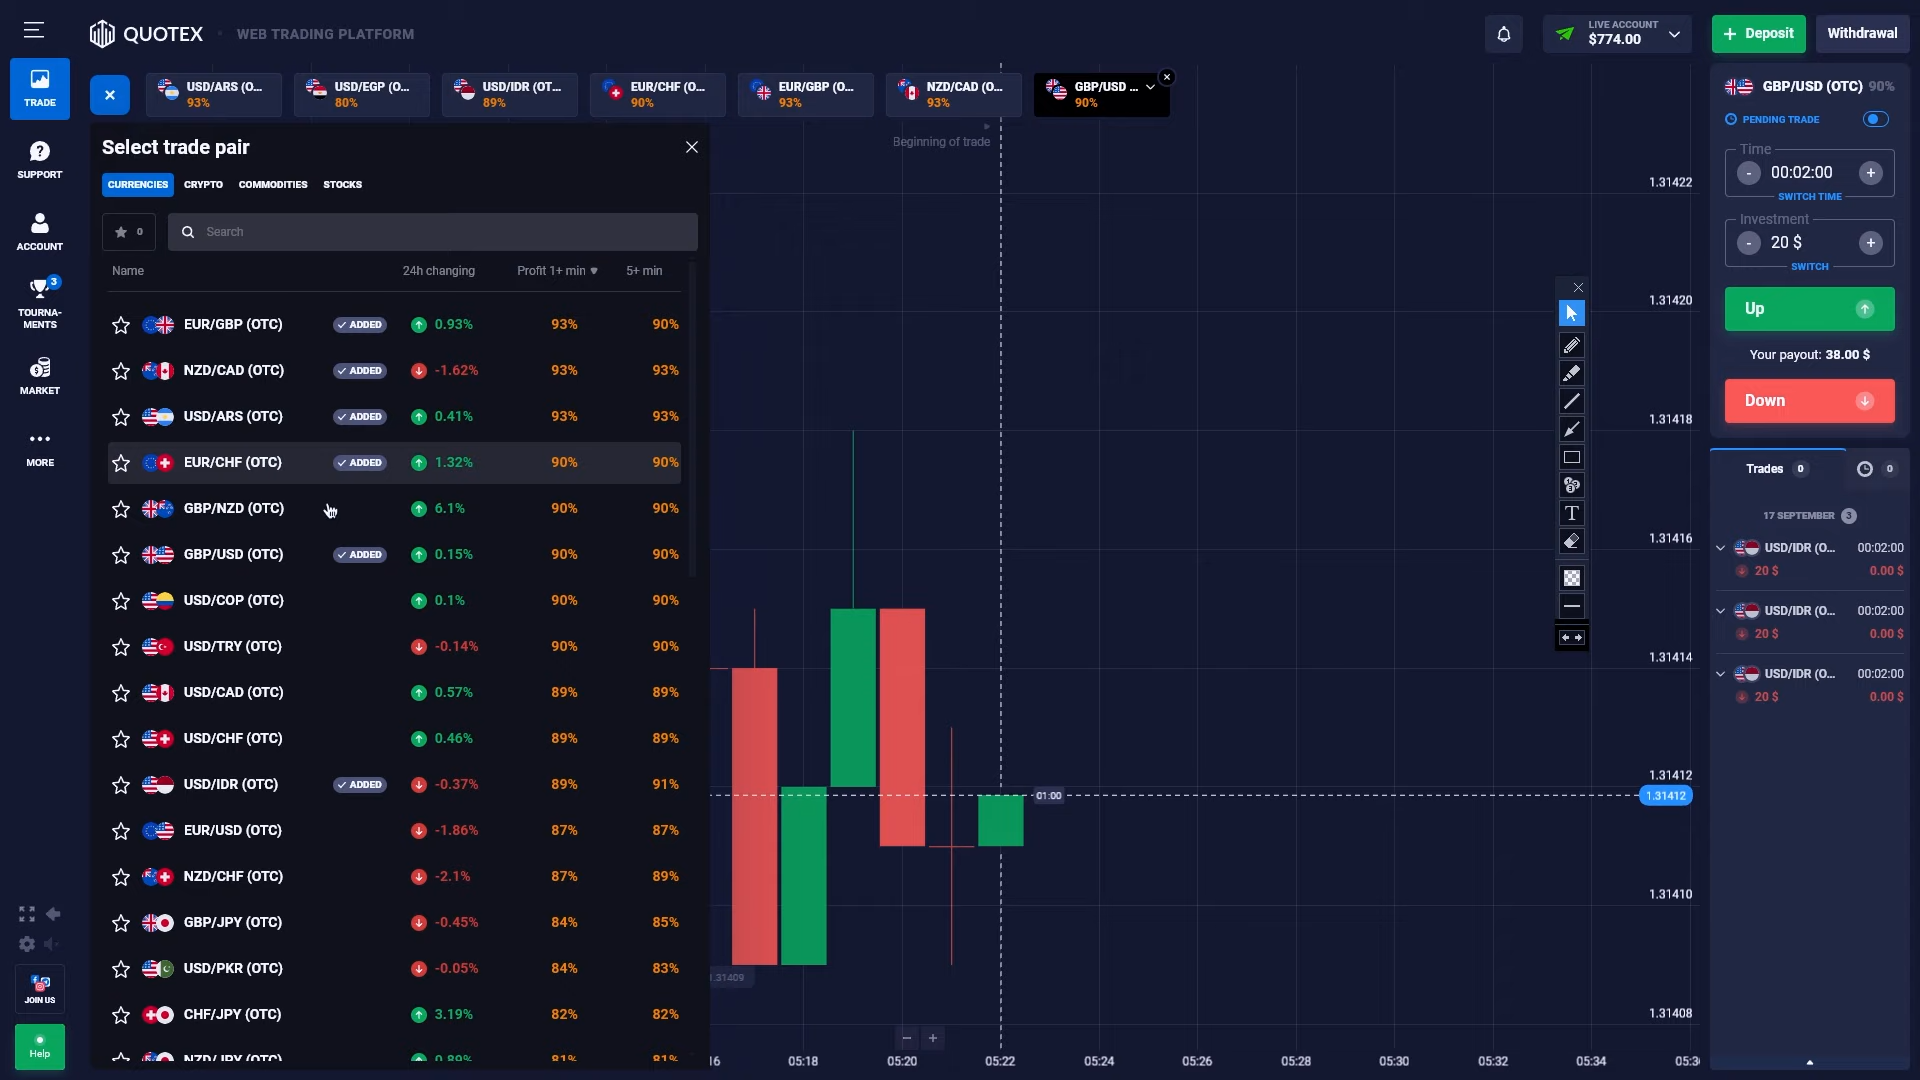 QUOTEX
WEB TRADING PLATFORM
LIVE ACCOUNT
$774.00
+ Deposit
Withdrawal
TRADE
SUPPORT
ACCOUNT
3
TOURNA-
MENTS
MARKET
MORE
JOIN US
Help
USD/ARS (O...
93%
USD/EGP (O...
80%
USD/IDR (OT...
89%
EUR/CHF (O...
90%
EUR/GBP (O...
93%
NZD/CAD (O...
93%
GBP/USD ...
90%
Select trade pair
CURRENCIES CRYPTO COMMODITIES STOCKS
0
Search
Name 24h changing Profit 1+ min 5+ min
EUR/GBP (OTC) ADDED 0.93% 93% 90%
NZD/CAD (OTC) ADDED -1.62% 93% 93%
USD/ARS (OTC) ADDED 0.41% 93% 93%
EUR/CHF (OTC) ADDED 1.32% 90% 90%
GBP/NZD (OTC) 6.1% 90% 90%
GBP/USD (OTC) ADDED 0.15% 90% 90%
USD/COP (OTC) 0.1% 90% 90%
USD/TRY (OTC) -0.14% 90% 90%
USD/CAD (OTC) 0.57% 89% 89%
USD/CHF (OTC) 0.46% 89% 89%
USD/IDR (OTC) ADDED -0.37% 89% 91%
EUR/USD (OTC) -1.86% 87% 87%
NZD/CHF (OTC) -2.1% 87% 89%
GBP/JPY (OTC) -0.45% 84% 85%
USD/PKR (OTC) -0.05% 84% 83%
CHF/JPY (OTC) 3.19% 82% 82%
NZD/JPY (OTC) 0.89% 81% 81%
Beginning of trade
1.31422
1.31420
1.31418
1.31416
1.31414
1.31412
01:00
1.31412
1.31410
1.31409
1.31408
16 05:18 05:20 05:22 05:24 05:26 05:28 05:30 05:32 05:34 05:3
T
GBP/USD (OTC) 90%
PENDING TRADE
Time
- 00:02:00 +
SWITCH TIME
Investment
- 20 $ +
SWITCH
Up
Your payout: 38.00 $
Down
Trades 0
0
17 SEPTEMBER 3
USD/IDR (O... 00:02:00
20 $ 0.00 $
USD/IDR (O... 00:02:00
20 $ 0.00 $
USD/IDR (O... 00:02:00
20 $ 0.00 $